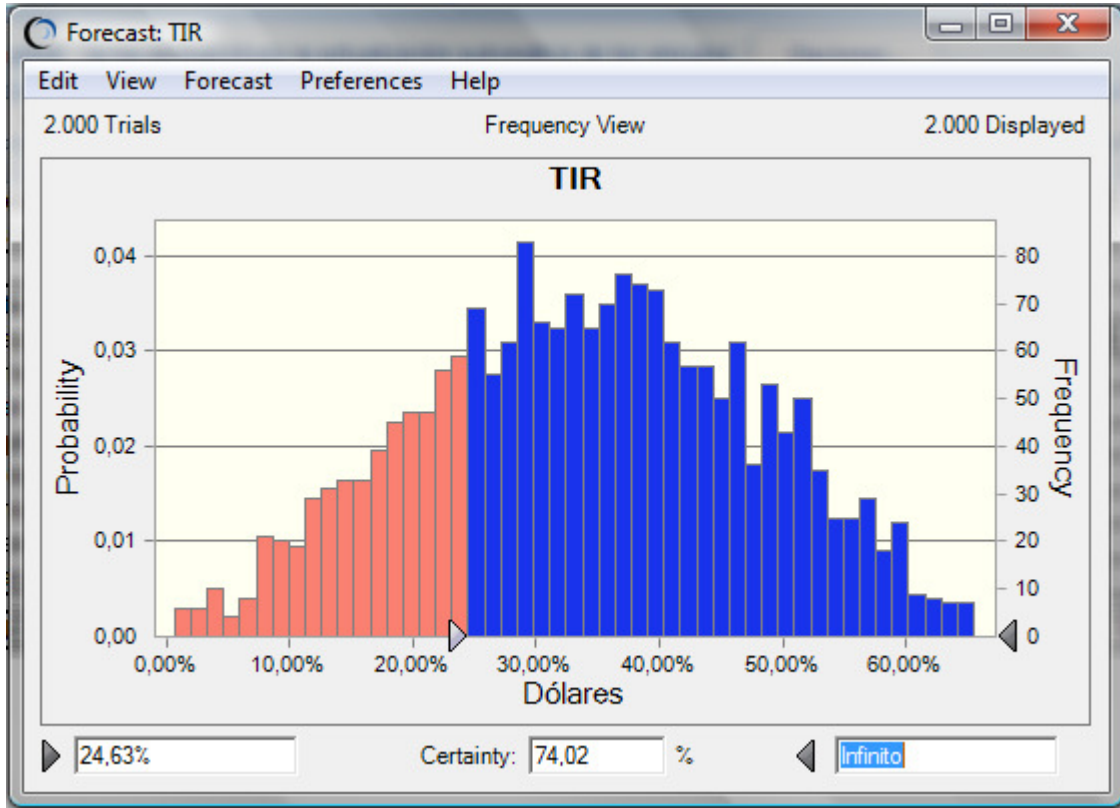 Forecast: TIR
Edit View Forecast Preferences Help
2.000 Trials Frequency View 2.000 Displayed
TIR
Probability
0,04
0,03
0,02
0,01
0,00
80
70
60
50
40
30
20
10
0
Frequency
0,00% 10,00% 20,00% 30,00% 40,00% 50,00% 60,00%
Dólares
24,63% Certainty: 74,02 % Infinito